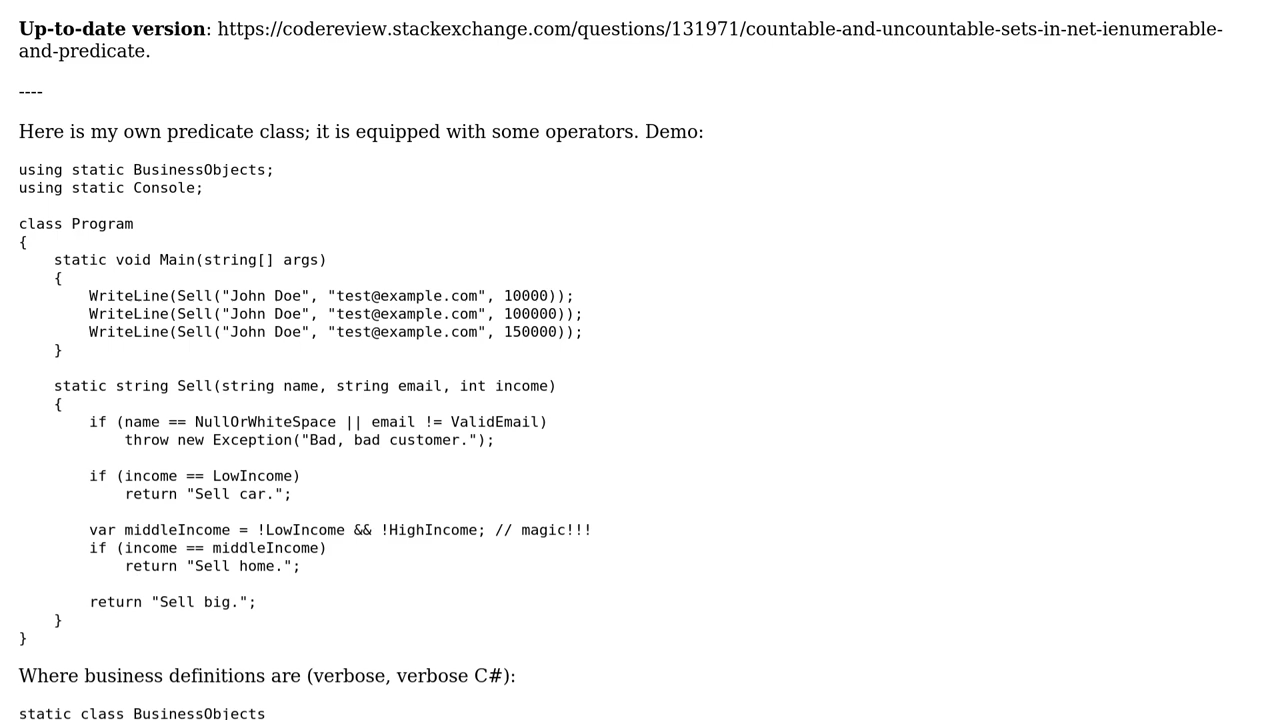 Up-to-date version: https://codereview.stackexchange.com/questions/131971/countable-and-uncountable-sets-in-net-ienumerable-
and-predicate.
----
Here is my own predicate class; it is equipped with some operators. Demo:
using static BusinessObjects;
using static Console;
class Program
{
    static void Main(string[] args)
    {
        WriteLine(Sell("John Doe", "test@example.com", 10000));
        WriteLine(Sell("John Doe", "test@example.com", 100000));
        WriteLine(Sell("John Doe", "test@example.com", 150000));
    }
    static string Sell(string name, string email, int income)
    {
        if (name == NullOrWhiteSpace || email != ValidEmail)
            throw new Exception("Bad, bad customer.");
        if (income == LowIncome)
            return "Sell car.";
        var middleIncome = !LowIncome && !HighIncome; // magic!!!
        if (income == middleIncome)
            return "Sell home.";
        return "Sell big.";
    }
}
Where business definitions are (verbose, verbose C#):
static class BusinessObjects